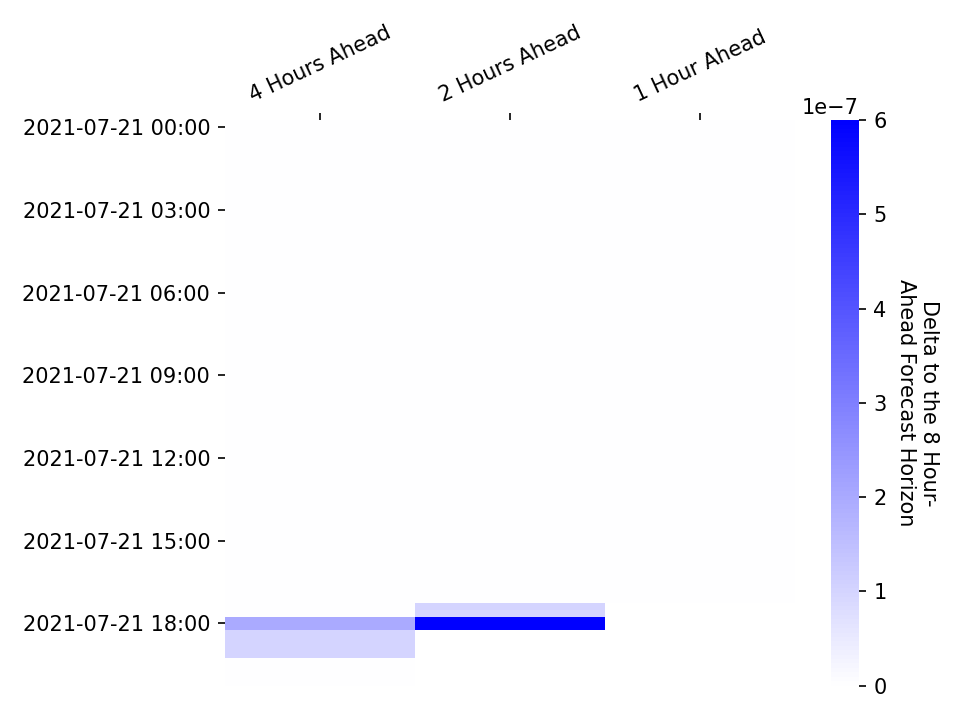 4 Hours Ahead
2 Hours Ahead
1 Hour Ahead
2021-07-21 00:00
2021-07-21 03:00
2021-07-21 06:00
2021-07-21 09:00
2021-07-21 12:00
2021-07-21 15:00
2021-07-21 18:00
1e−7
6
5
4
3
2
1
0
Delta to the 8 Hour-
Ahead Forecast Horizon